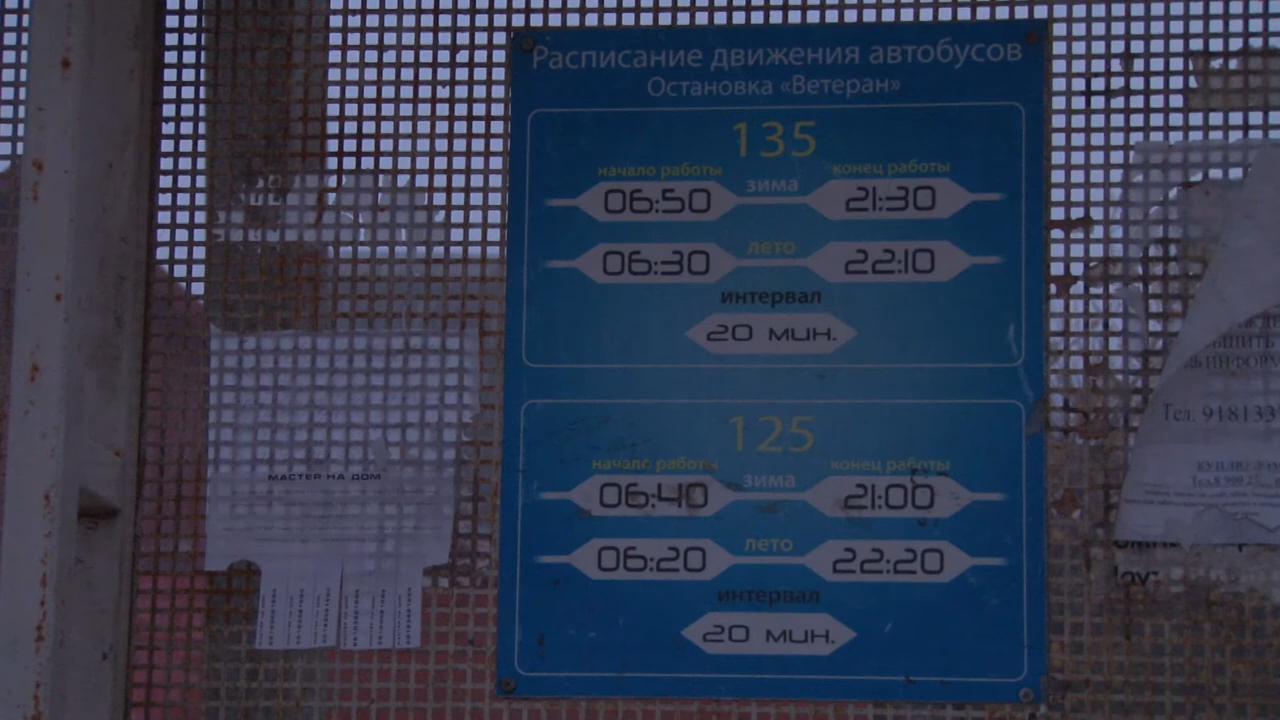 Расписание движения автобусов
Остановка «Ветеран»
135
начало работы
конец работы
зима
06:50
21:30
лето
06:30
22:10
интервал
20 мин.
125
начало работы
конец работы
зима
06:40
21:00
лето
06:20
22:20
интервал
20 мин.
МАСТЕР НА ДОМ
Тел.